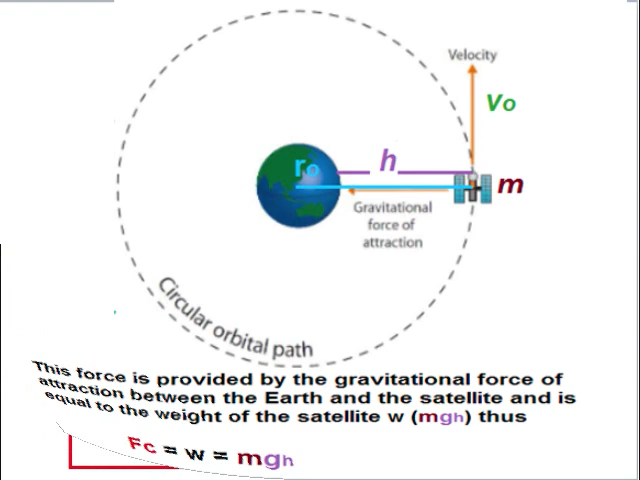 Velocity
Vo
ro
h
m
Gravitational
force of
attraction
Circular orbital path
This force is provided by the gravitational force of
attraction between the Earth and the satellite and is
equal to the weight of the satellite w (mgh) thus
Fc = w = mgh